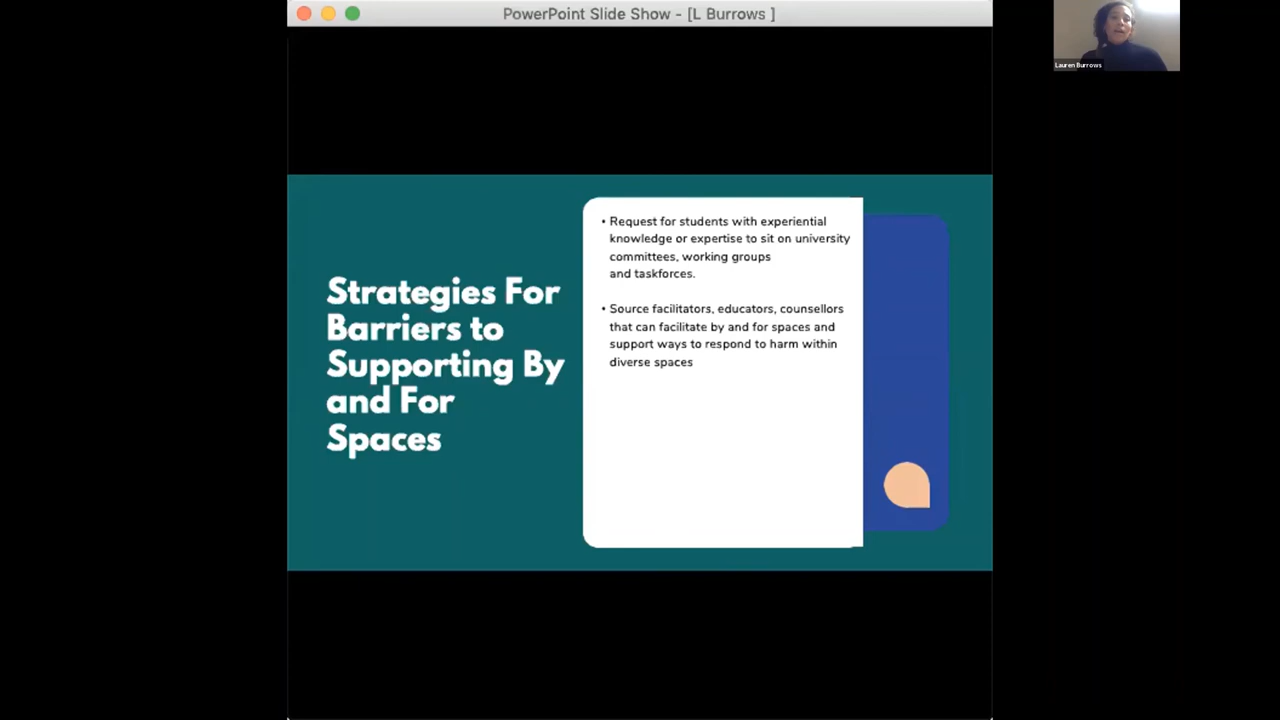 PowerPoint Slide Show - [L Burrows ]
Lauren Burrows
Strategies For
Barriers to
Supporting By
and For
Spaces
• Request for students with experiential
knowledge or expertise to sit on university
committees, working groups
and taskforces.
• Source facilitators, educators, counsellors
that can facilitate by and for spaces and
support ways to respond to harm within
diverse spaces